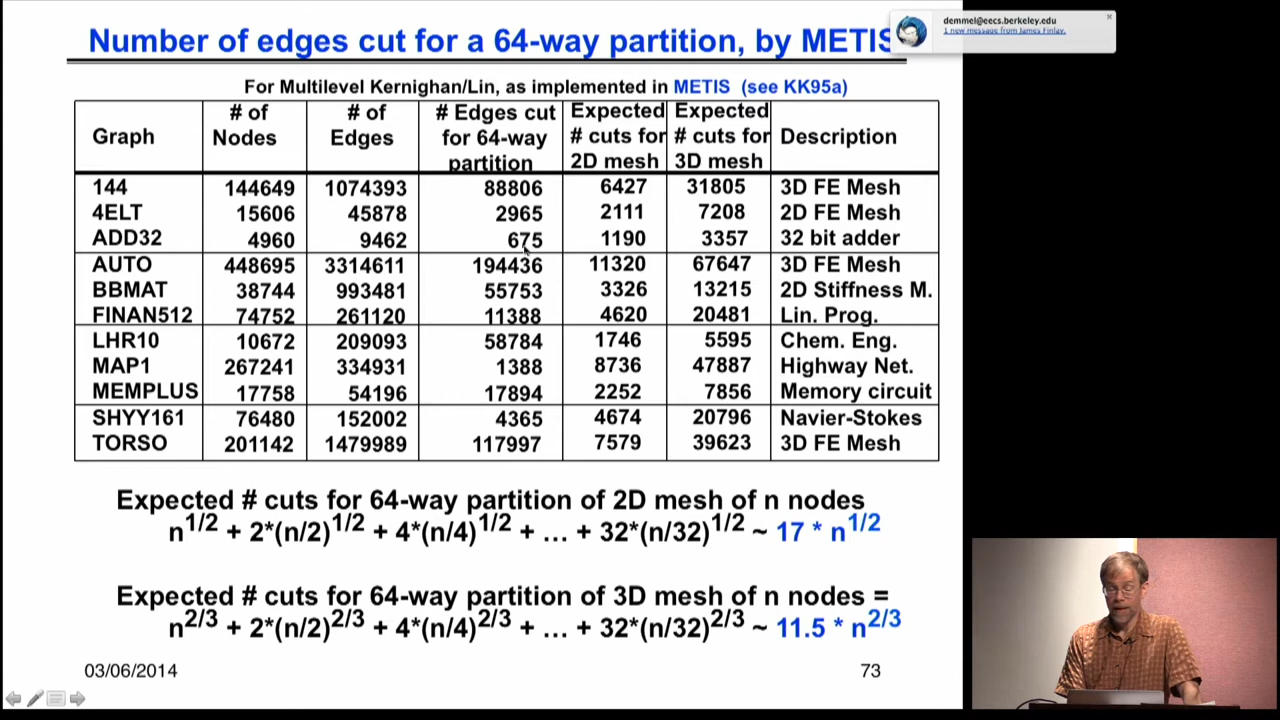 Number of edges cut for a 64-way partition, by METIS
demmel@eecs.berkeley.edu
1 new message from James Finlay.
For Multilevel Kernighan/Lin, as implemented in METIS (see KK95a)
Graph # of Nodes # of Edges # Edges cut for 64-way partition Expected # cuts for 2D mesh Expected # cuts for 3D mesh Description
144 144649 1074393 88806 6427 31805 3D FE Mesh
4ELT 15606 45878 2965 2111 7208 2D FE Mesh
ADD32 4960 9462 675 1190 3357 32 bit adder
AUTO 448695 3314611 194436 11320 67647 3D FE Mesh
BBMAT 38744 993481 55753 3326 13215 2D Stiffness M.
FINAN512 74752 261120 11388 4620 20481 Lin. Prog.
LHR10 10672 209093 58784 1746 5595 Chem. Eng.
MAP1 267241 334931 1388 8736 47887 Highway Net.
MEMPLUS 17758 54196 17894 2252 7856 Memory circuit
SHYY161 76480 152002 4365 4674 20796 Navier-Stokes
TORSO 201142 1479989 117997 7579 39623 3D FE Mesh
Expected # cuts for 64-way partition of 2D mesh of n nodes
n^1/2 + 2*(n/2)^1/2 + 4*(n/4)^1/2 + … + 32*(n/32)^1/2 ~ 17 * n^1/2
Expected # cuts for 64-way partition of 3D mesh of n nodes =
n^2/3 + 2*(n/2)^2/3 + 4*(n/4)^2/3 + … + 32*(n/32)^2/3 ~ 11.5 * n^2/3
03/06/2014
73